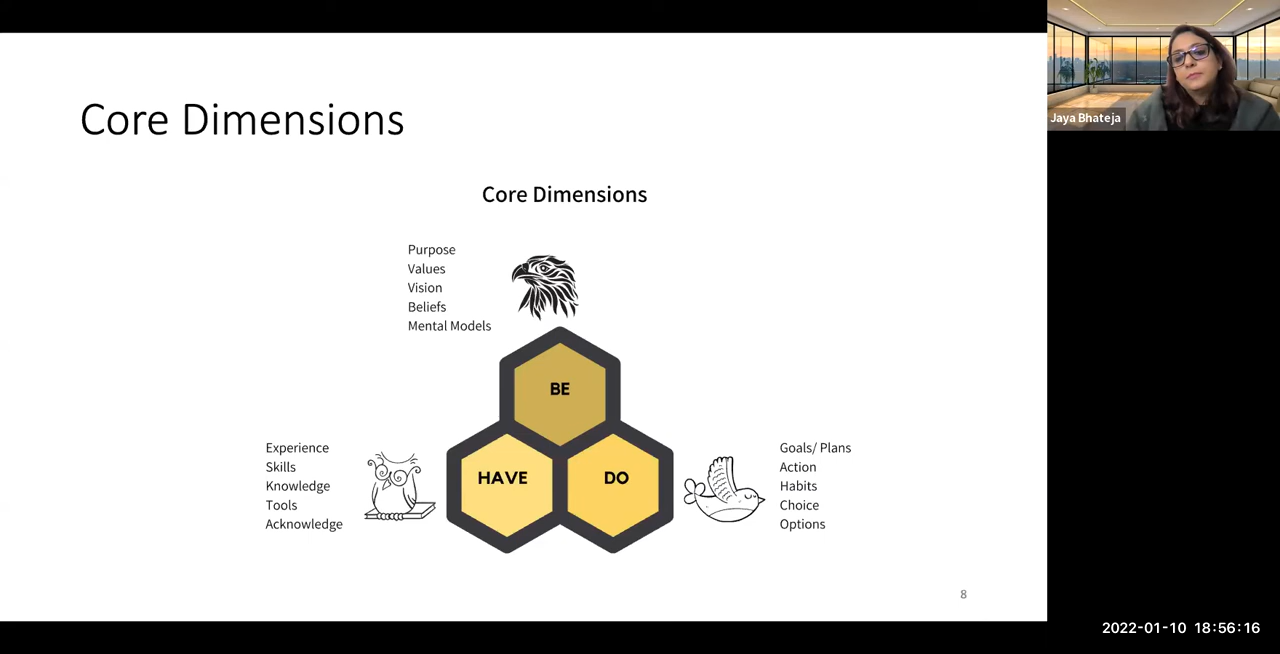 Core Dimensions
Core Dimensions
Purpose
Values
Vision
Beliefs
Mental Models
BE
Experience
Skills
Knowledge
Tools
Acknowledge
HAVE
DO
Goals/ Plans
Action
Habits
Choice
Options
8
Jaya Bhateja
2022-01-10 18:56:16